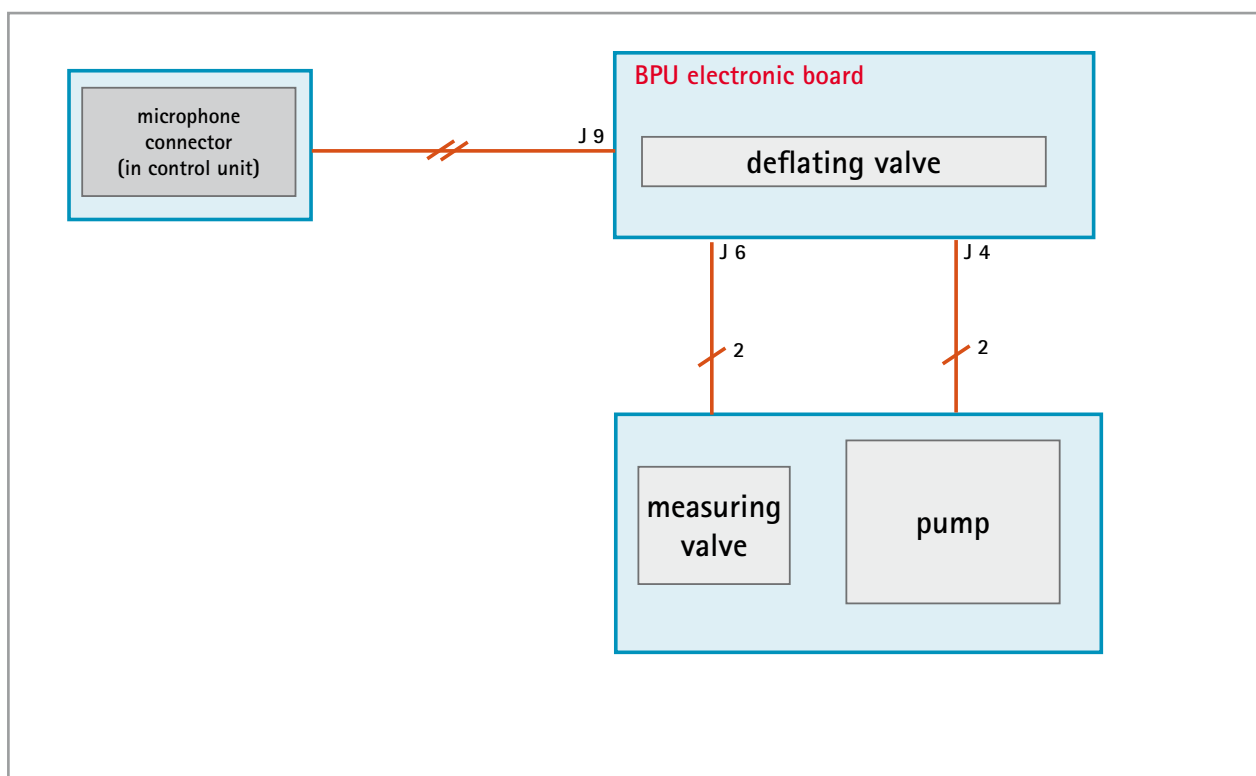 BPU electronic board
microphone
connector
(in control unit)
J 9
deflating valve
J 6
J 4
2
2
measuring
valve
pump